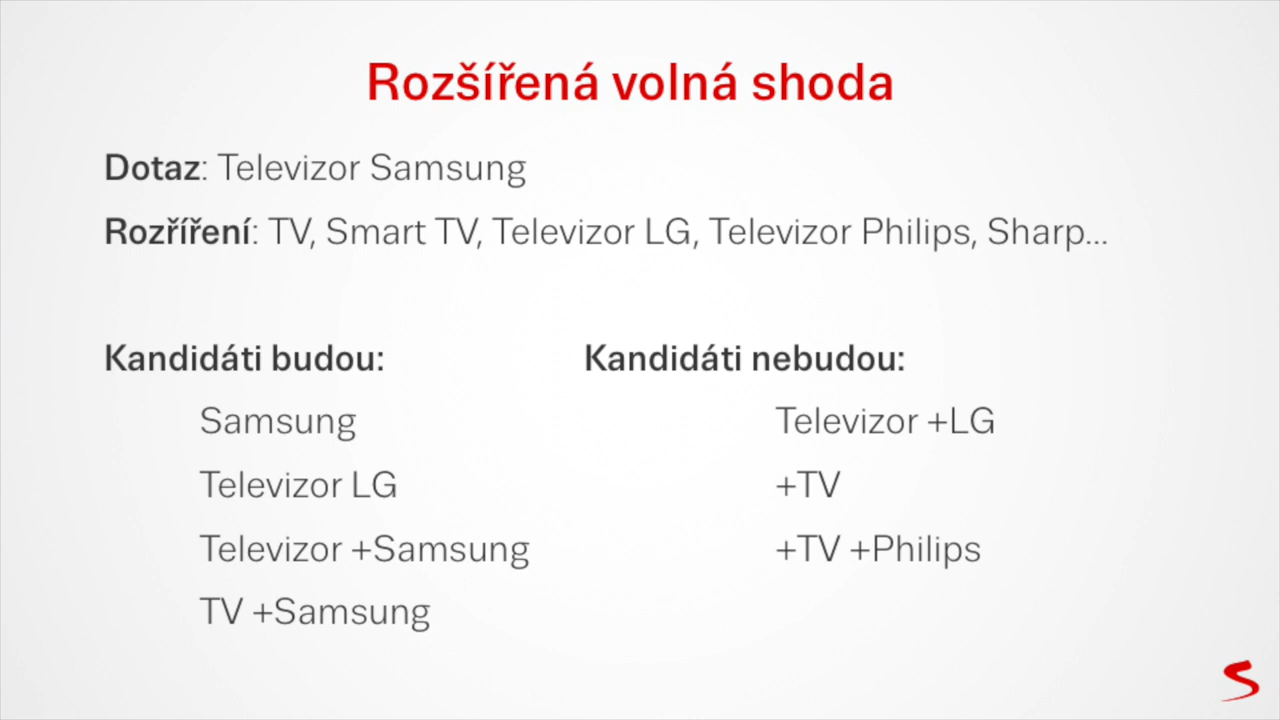 Rozšířená volná shoda
Dotaz: Televizor Samsung
Rozříření: TV, Smart TV, Televizor LG, Televizor Philips, Sharp...
Kandidáti budou:
Samsung
Televizor LG
Televizor +Samsung
TV +Samsung
Kandidáti nebudou:
Televizor +LG
+TV
+TV +Philips